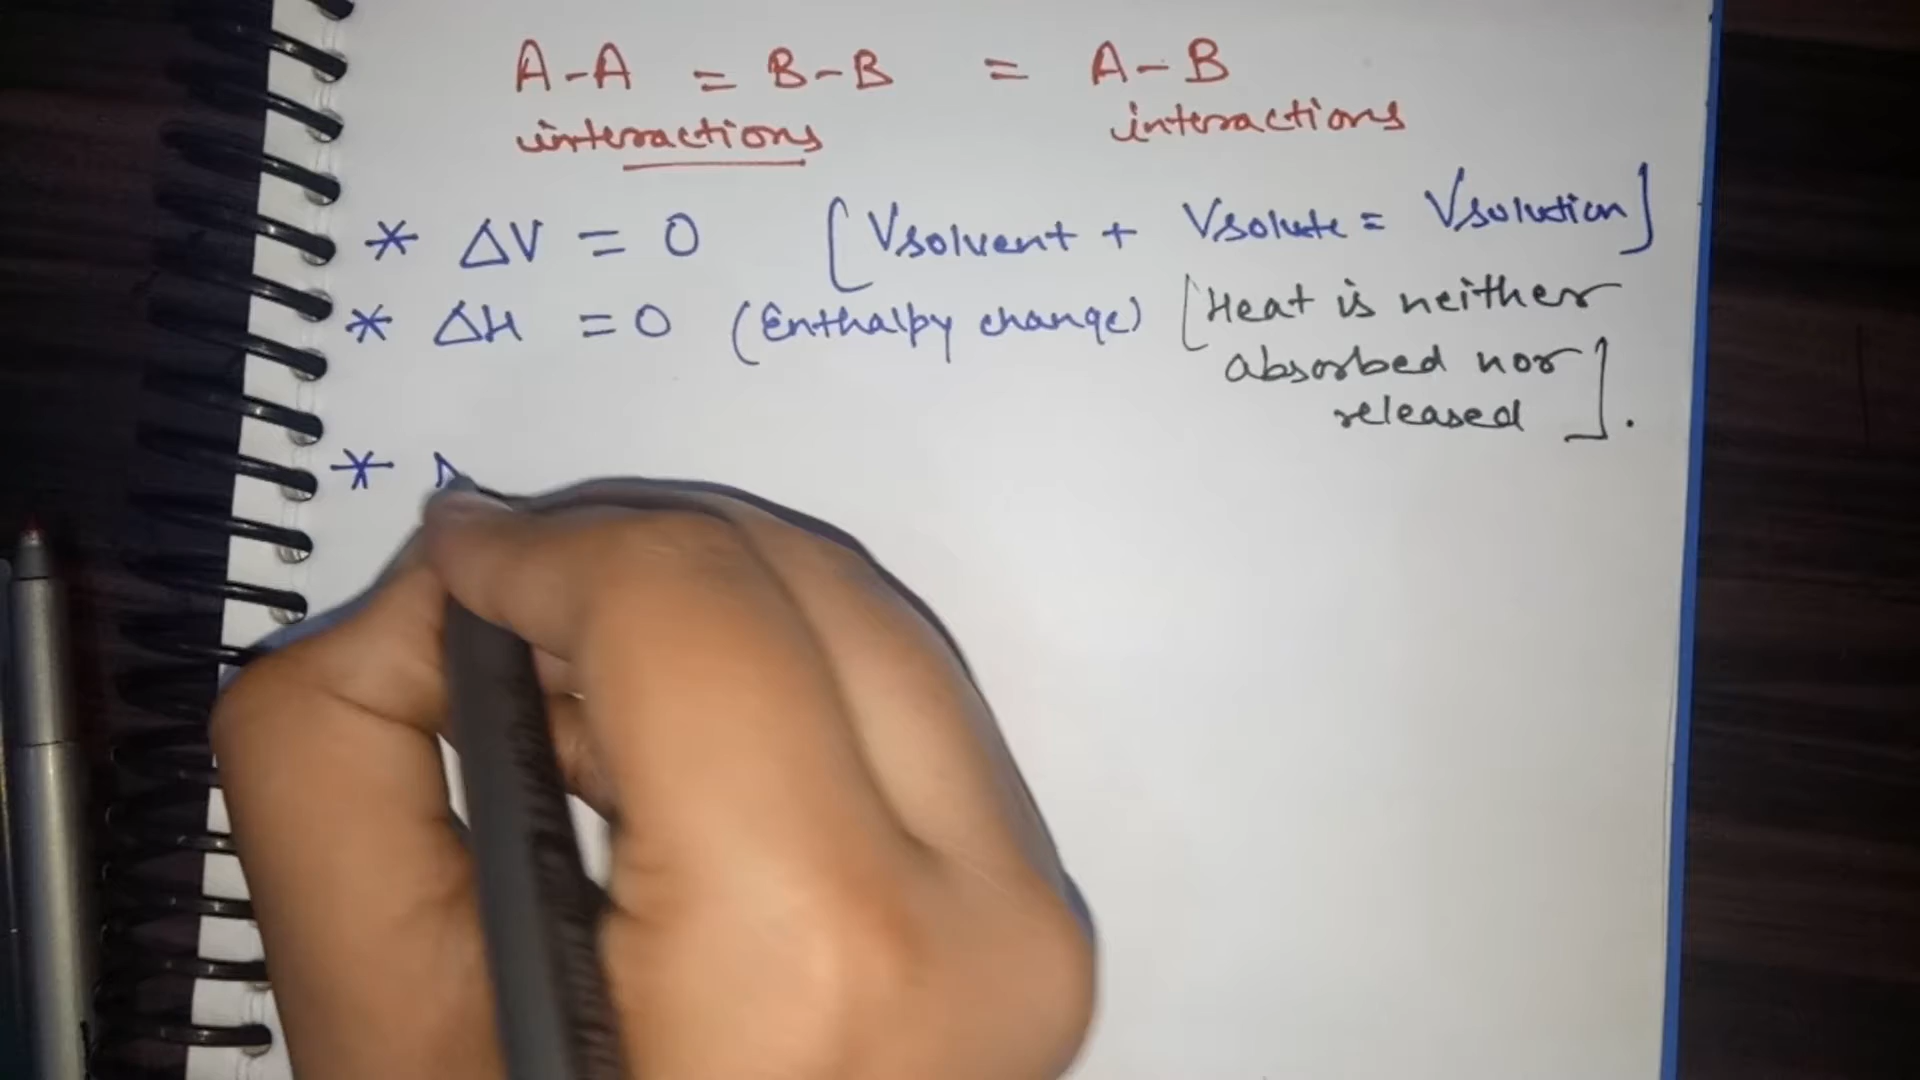 A-A = B-B = A-B
interactions interactions
* ΔV = 0 [Vsolvent + Vsolute = Vsolution]
* ΔH = 0 (Enthalpy change) [Heat is neither
absorbed nor
released].
* Δ